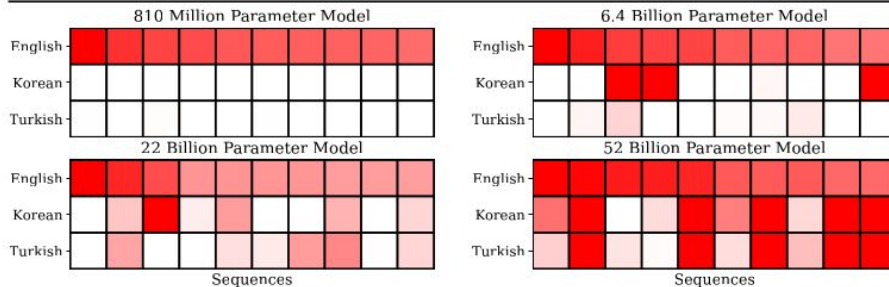 810 Million Parameter Model
English
Korean
Turkish
6.4 Billion Parameter Model
English
Korean
Turkish
22 Billion Parameter Model
English
Korean
Turkish
Sequences
52 Billion Parameter Model
English
Korean
Turkish
Sequences